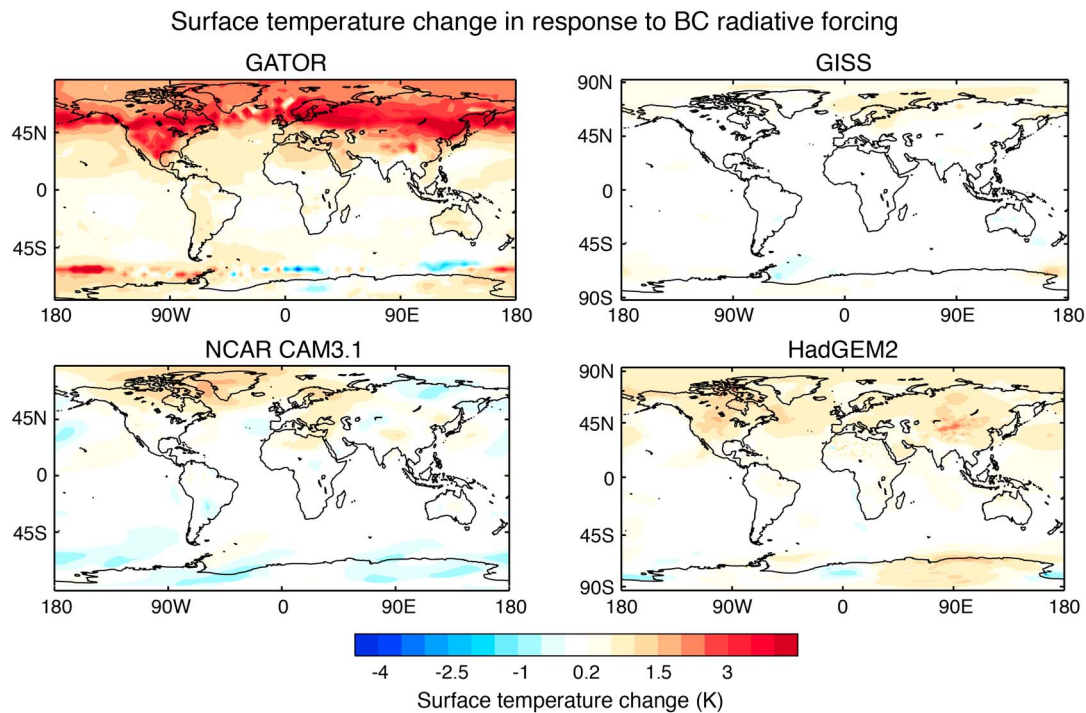 Surface temperature change in response to BC radiative forcing
GATOR
45N
0
45S
180 90W 0 90E 180
GISS
90N
45N
0
45S
90S
180 90W 0 90E 180
NCAR CAM3.1
45N
0
45S
180 90W 0 90E 180
HadGEM2
90N
45N
0
45S
90S
180 90W 0 90E 180
-4 -2.5 -1 0.2 1.5 3
Surface temperature change (K)